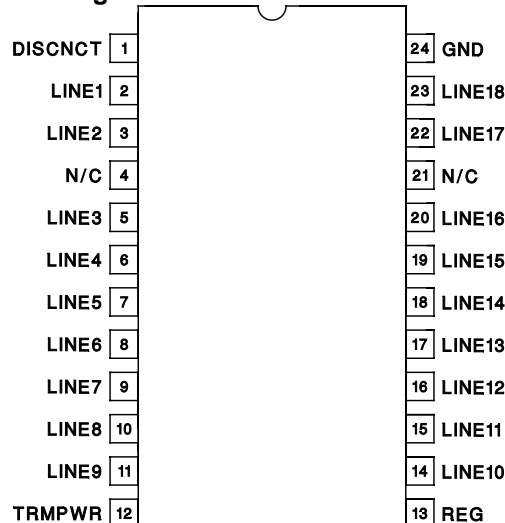 DISCNCT 1 24 GND
LINE1 2 23 LINE18
LINE2 3 22 LINE17
N/C 4 21 N/C
LINE3 5 20 LINE16
LINE4 6 19 LINE15
LINE5 7 18 LINE14
LINE6 8 17 LINE13
LINE7 9 16 LINE12
LINE8 10 15 LINE11
LINE9 11 14 LINE10
TRMPWR 12 13 REG